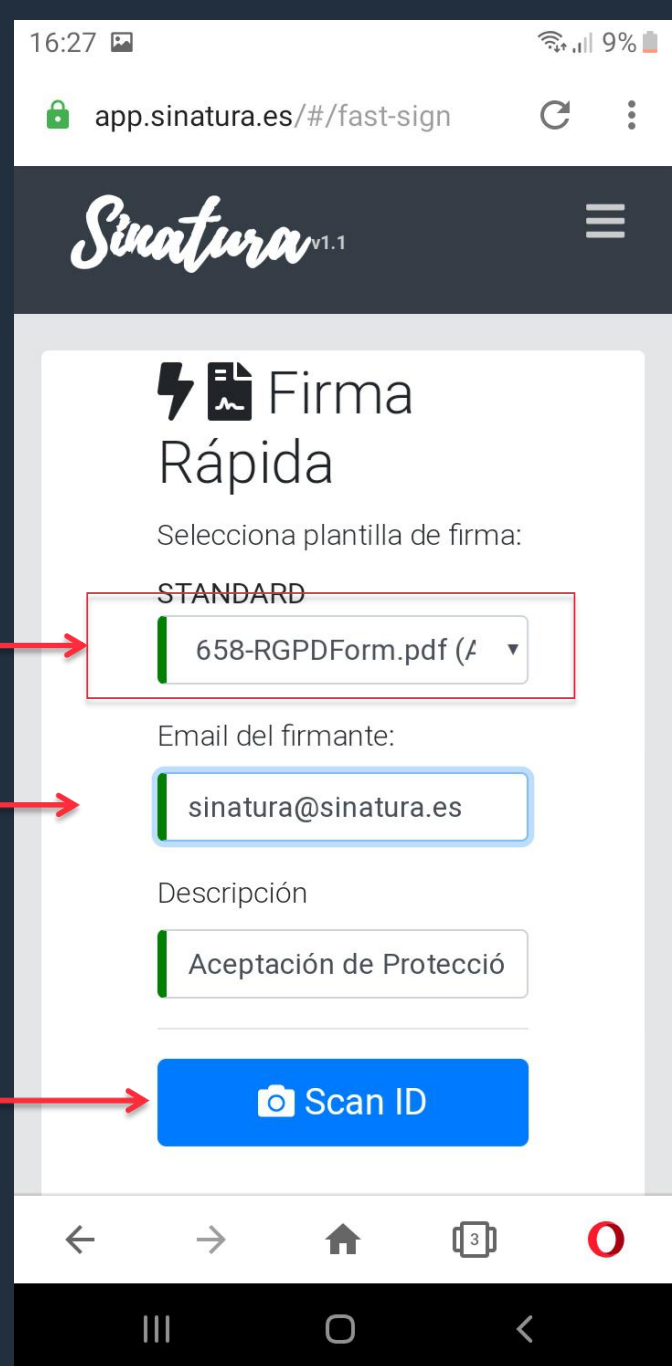 16:27 9%
app.sinatura.es/#/fast-sign
Sinatura v1.1
Firma
Rápida
Selecciona plantilla de firma:
STANDARD
658-RGPDForm.pdf (A
Email del firmante:
sinatura@sinatura.es
Descripción
Aceptación de Protecció
Scan ID
3